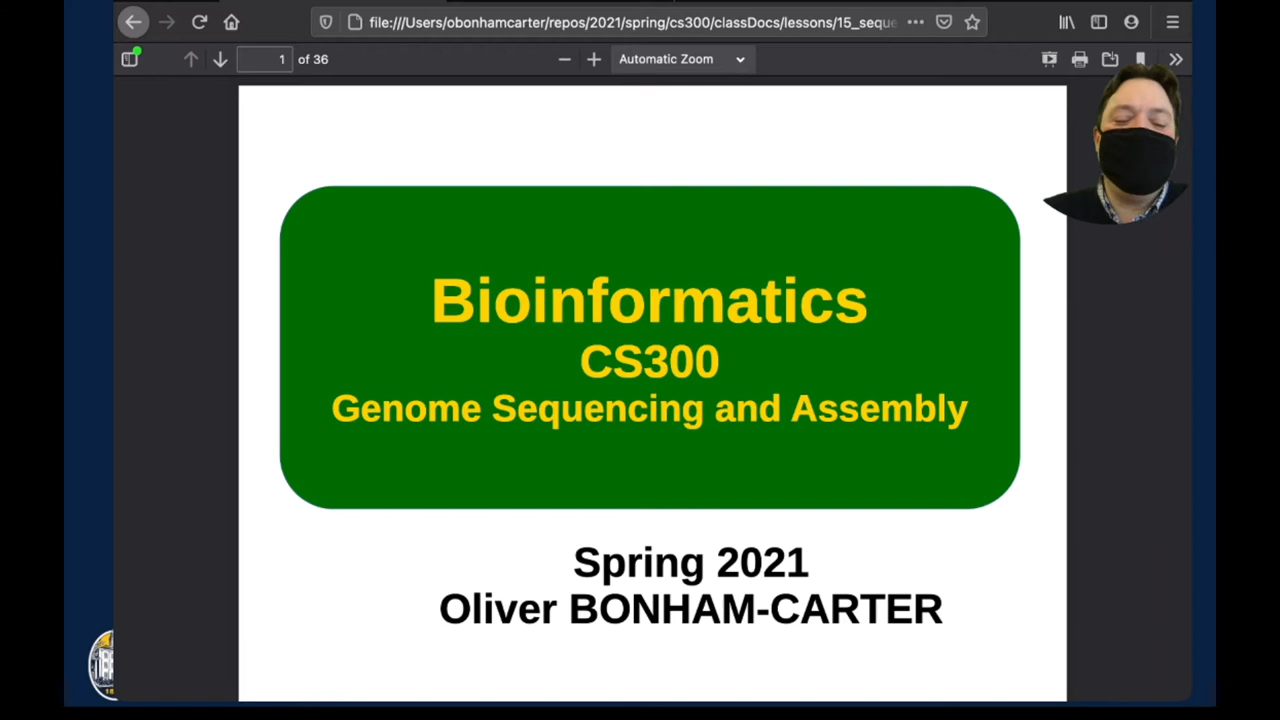 file:///Users/obonhamcarter/repos/2021/spring/cs300/classDocs/lessons/15_seque
1 of 36
Automatic Zoom
Bioinformatics
CS300
Genome Sequencing and Assembly
Spring 2021
Oliver BONHAM-CARTER